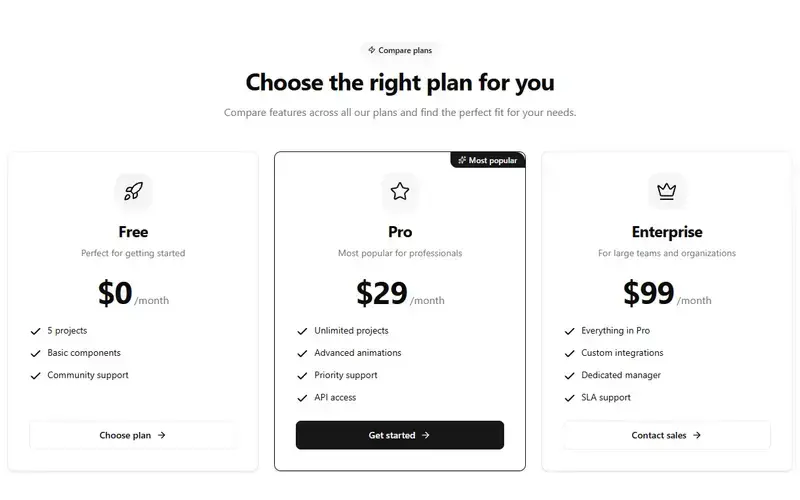 Compare plans
Choose the right plan for you
Compare features across all our plans and find the perfect fit for your needs.
Free
Perfect for getting started
$0/month
5 projects
Basic components
Community support
Choose plan
Most popular
Pro
Most popular for professionals
$29/month
Unlimited projects
Advanced animations
Priority support
API access
Get started
Enterprise
For large teams and organizations
$99/month
Everything in Pro
Custom integrations
Dedicated manager
SLA support
Contact sales